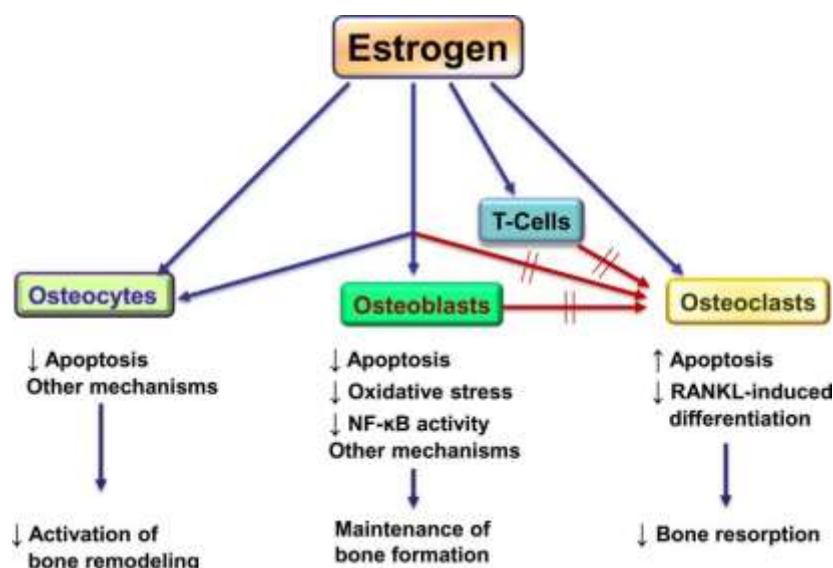 Estrogen
T-Cells
Osteocytes
Osteoblasts
Osteoclasts
↓ Apoptosis
Other mechanisms
↓ Activation of
bone remodeling
↓ Apoptosis
↓ Oxidative stress
↓ NF-κB activity
Other mechanisms
Maintenance of
bone formation
↑ Apoptosis
↓ RANKL-induced
differentiation
↓ Bone resorption